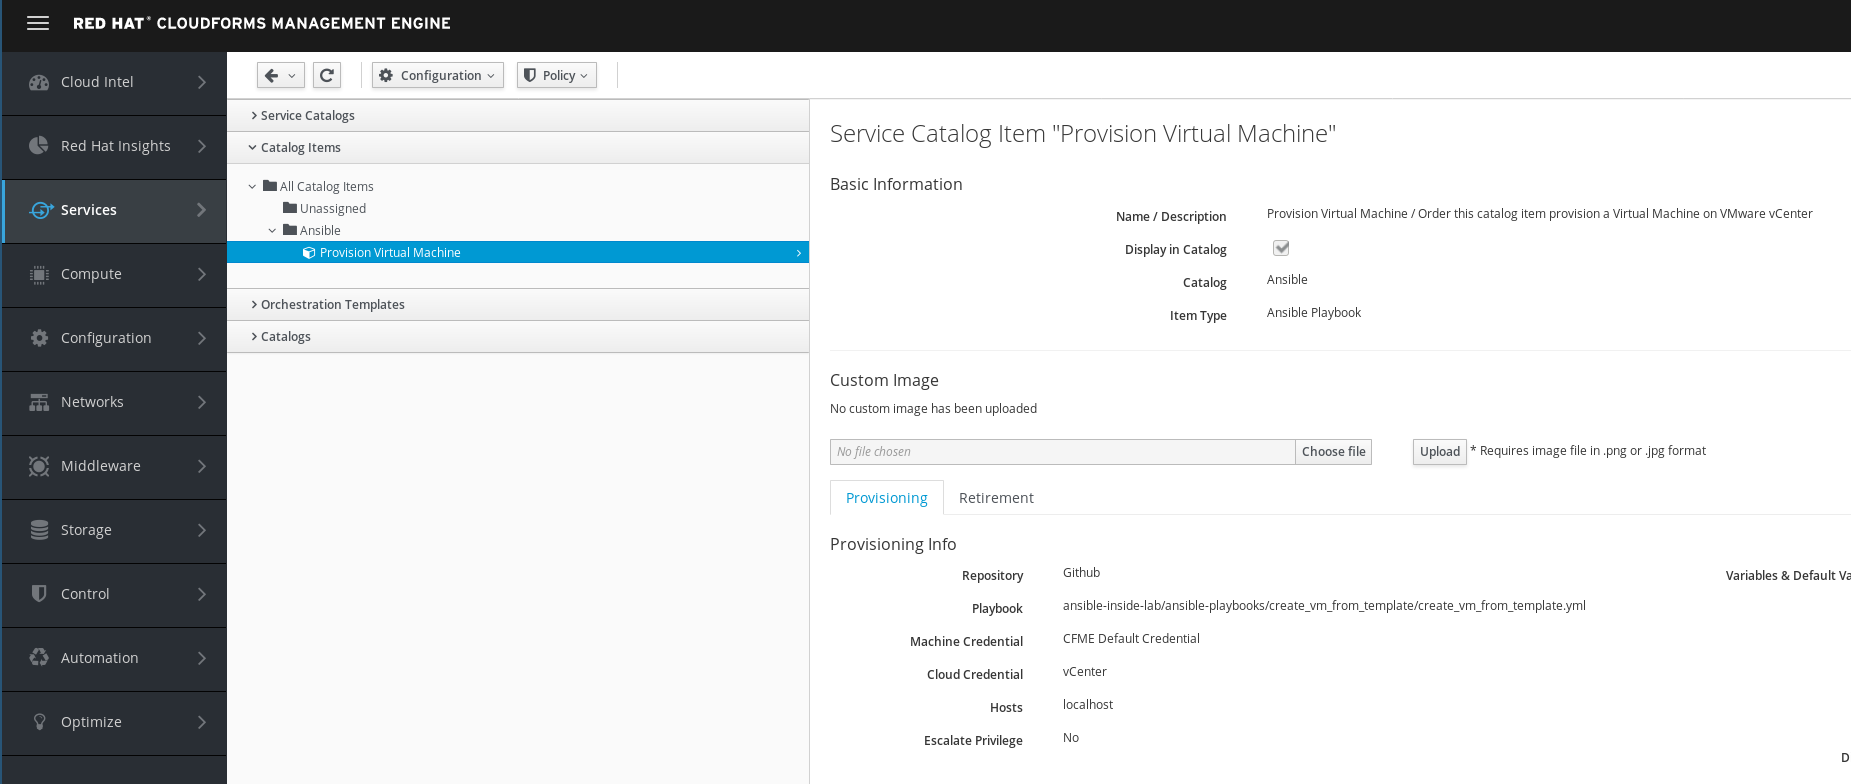 RED HAT® CLOUDFORMS MANAGEMENT ENGINE
Cloud Intel
Red Hat Insights
Services
Compute
Configuration
Networks
Middleware
Storage
Control
Automation
Optimize
Configuration
Policy
Service Catalogs
Catalog Items
All Catalog Items
Unassigned
Ansible
Provision Virtual Machine
Orchestration Templates
Catalogs
Service Catalog Item "Provision Virtual Machine"
Basic Information
Name / Description Provision Virtual Machine / Order this catalog item provision a Virtual Machine on VMware vCenter
Display in Catalog
Catalog Ansible
Item Type Ansible Playbook
Custom Image
No custom image has been uploaded
No file chosen Choose file Upload * Requires image file in .png or .jpg format
Provisioning Retirement
Provisioning Info
Repository Github Variables & Default Va
Playbook ansible-inside-lab/ansible-playbooks/create_vm_from_template/create_vm_from_template.yml
Machine Credential CFME Default Credential
Cloud Credential vCenter
Hosts localhost
Escalate Privilege No
D